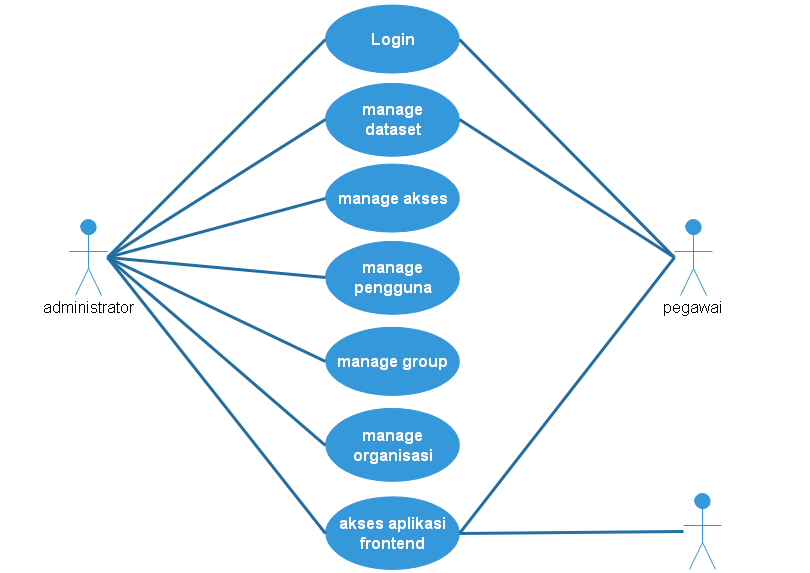 Login
manage
dataset
manage akses
manage
pengguna
administrator
pegawai
manage group
manage
organisasi
akses aplikasi
frontend